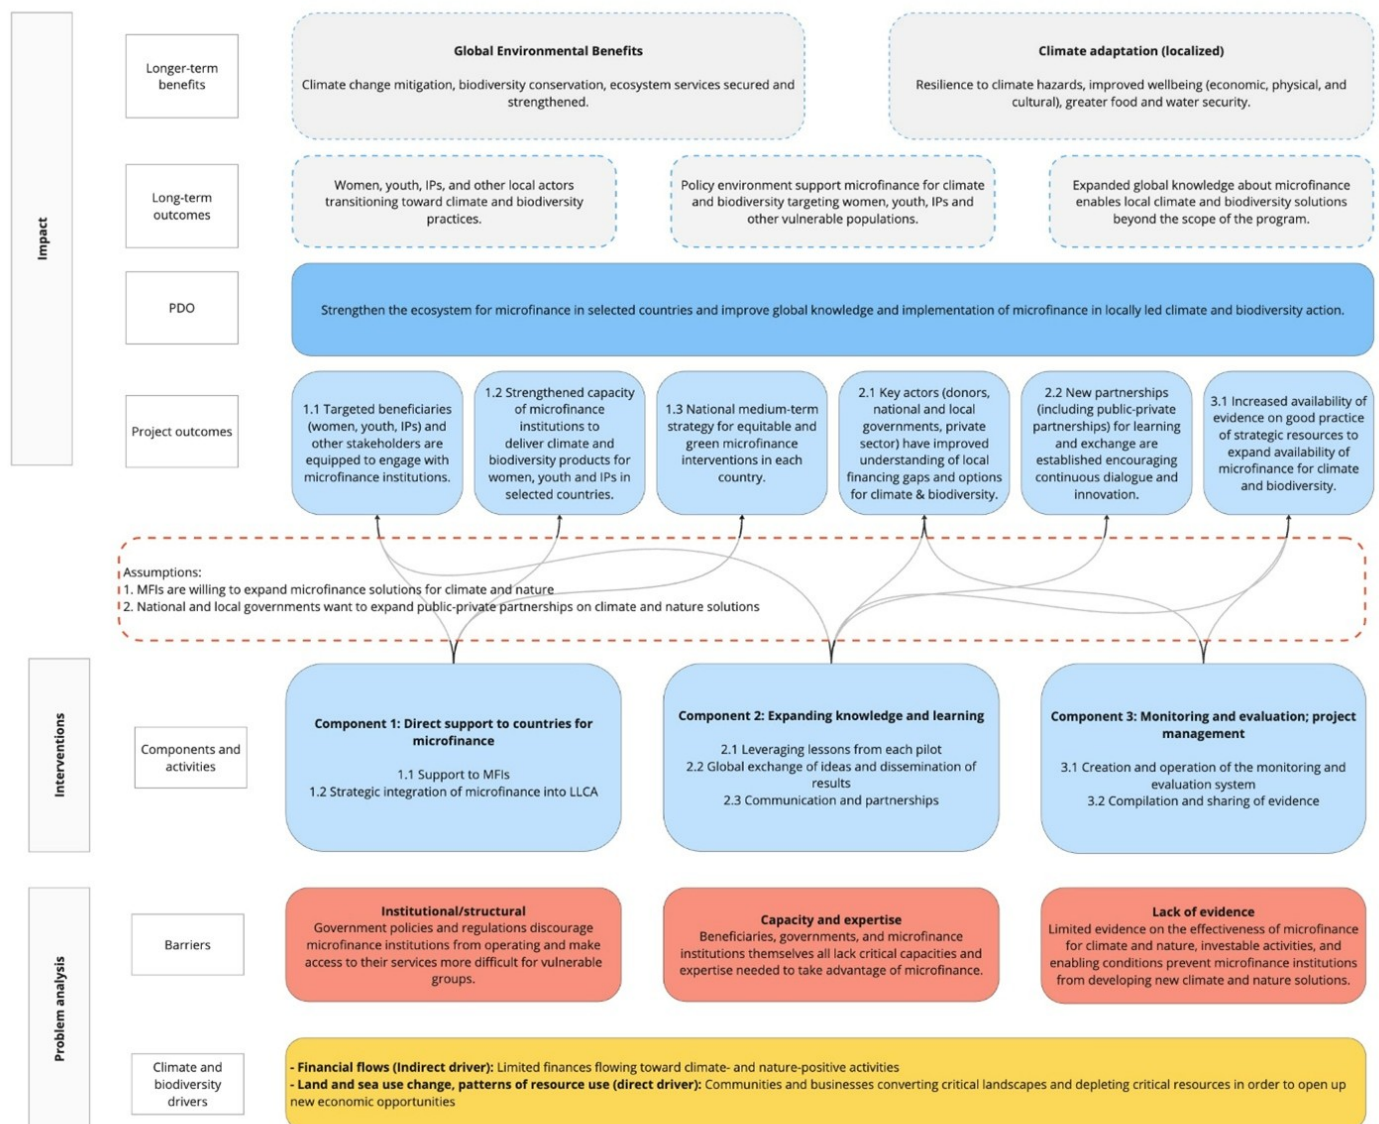 Impact
Longer-term
benefits
Global Environmental Benefits
Climate change mitigation, biodiversity conservation, ecosystem services secured and
strengthened.
Climate adaptation (localized)
Resilience to climate hazards, improved wellbeing (economic, physical, and
cultural), greater food and water security.
Long-term
outcomes
Women, youth, IPs, and other local actors
transitioning toward climate and biodiversity
practices.
Policy environment support microfinance for climate
and biodiversity targeting women, youth, IPs and
other vulnerable populations.
Expanded global knowledge about microfinance
enables local climate and biodiversity solutions
beyond the scope of the program.
PDO
Strengthen the ecosystem for microfinance in selected countries and improve global knowledge and implementation of microfinance in locally led climate and biodiversity action.
Project outcomes
1.1 Targeted beneficiaries
(women, youth, IPs) and
other stakeholders are
equipped to engage with
microfinance institutions.
1.2 Strengthened capacity
of microfinance
institutions to
deliver climate and
biodiversity products for
women, youth and IPs in
selected countries.
1.3 National medium-term
strategy for equitable and
green microfinance
interventions in each
country.
2.1 Key actors (donors,
national and local
governments, private
sector) have improved
understanding of local
financing gaps and options
for climate & biodiversity.
2.2 New partnerships
(including public-private
partnerships) for learning
and exchange are
established encouraging
continuous dialogue and
innovation.
3.1 Increased availability of
evidence on good practice
of strategic resources to
expand availability of
microfinance for climate
and biodiversity.
Assumptions:
1. MFIs are willing to expand microfinance solutions for climate and nature
2. National and local governments want to expand public-private partnerships on climate and nature solutions
Interventions
Components and
activities
Component 1: Direct support to countries for
microfinance
1.1 Support to MFIs
1.2 Strategic integration of microfinance into LLCA
Component 2: Expanding knowledge and learning
2.1 Leveraging lessons from each pilot
2.2 Global exchange of ideas and dissemination of
results
2.3 Communication and partnerships
Component 3: Monitoring and evaluation; project
management
3.1 Creation and operation of the monitoring and
evaluation system
3.2 Compilation and sharing of evidence
Problem analysis
Barriers
Institutional/structural
Government policies and regulations discourage
microfinance institutions from operating and make
access to their services more difficult for vulnerable
groups.
Capacity and expertise
Beneficiaries, governments, and microfinance
institutions themselves all lack critical capacities and
expertise needed to take advantage of microfinance.
Lack of evidence
Limited evidence on the effectiveness of microfinance
for climate and nature, investable activities, and
enabling conditions prevent microfinance institutions
from developing new climate and nature solutions.
Climate and
biodiversity
drivers
- Financial flows (Indirect driver): Limited finances flowing toward climate- and nature-positive activities
- Land and sea use change, patterns of resource use (direct driver): Communities and businesses converting critical landscapes and depleting critical resources in order to open up
new economic opportunities